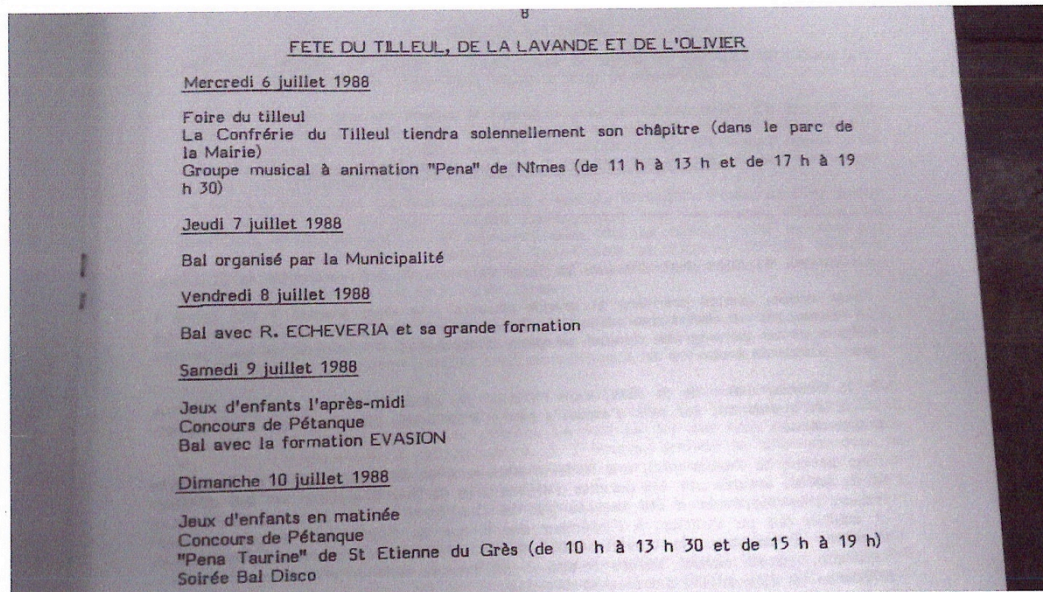 8
FETE DU TILLEUL, DE LA LAVANDE ET DE L'OLIVIER
Mercredi 6 juillet 1988
Foire du tilleul
La Confrérie du Tilleul tiendra solennellement son châpitre (dans le parc de
la Mairie)
Groupe musical à animation "Pena" de Nîmes (de 11 h à 13 h et de 17 h à 19
h 30)
Jeudi 7 juillet 1988
Bal organisé par la Municipalité
Vendredi 8 juillet 1988
Bal avec R. ECHEVERIA et sa grande formation
Samedi 9 juillet 1988
Jeux d'enfants l'après-midi
Concours de Pétanque
Bal avec la formation EVASION
Dimanche 10 juillet 1988
Jeux d'enfants en matinée
Concours de Pétanque
"Pena Taurine" de St Etienne du Grès (de 10 h à 13 h 30 et de 15 h à 19 h)
Soirée Bal Disco